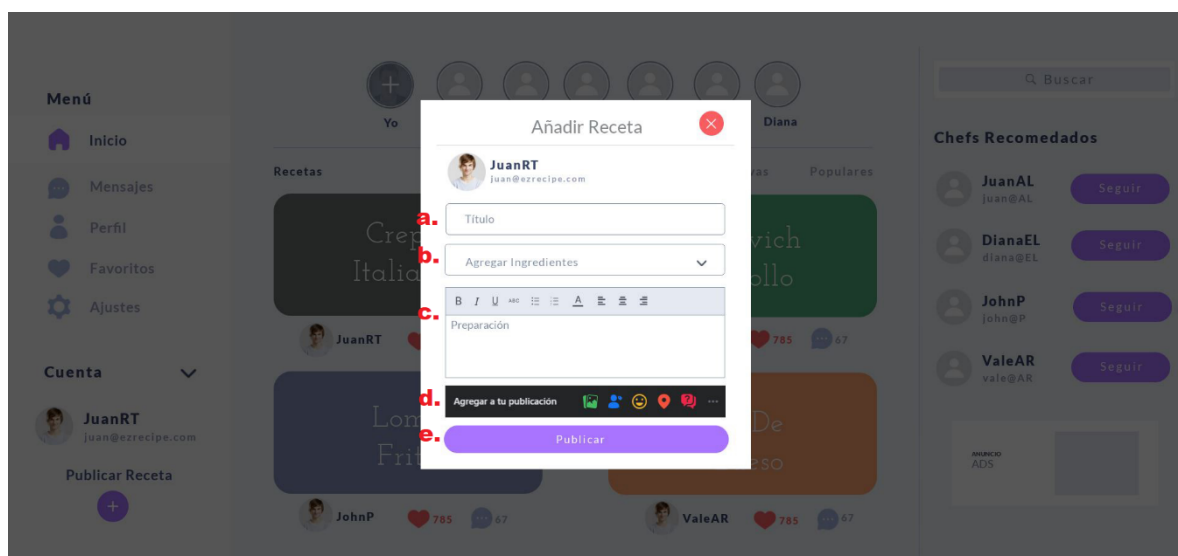 Menú
Inicio
Mensajes
Perfil
Favoritos
Ajustes
Cuenta
JuanRT
juan@ezrecipe.com
Publicar Receta
+
Yo
Diana
Recetas
Populares
JuanRT
785
67
JohnP
785
67
ValeAR
785
67
Añadir Receta
JuanRT
juan@ezrecipe.com
a.
Título
b.
Agregar Ingredientes
c.
B I U ABC A
Preparación
d.
Agregar a tu publicación
e.
Publicar
Buscar
Chefs Recomedados
JuanAL
juan@AL
Seguir
DianaEL
diana@EL
Seguir
JohnP
john@P
Seguir
ValeAR
vale@AR
Seguir
ANUNCIO
ADS